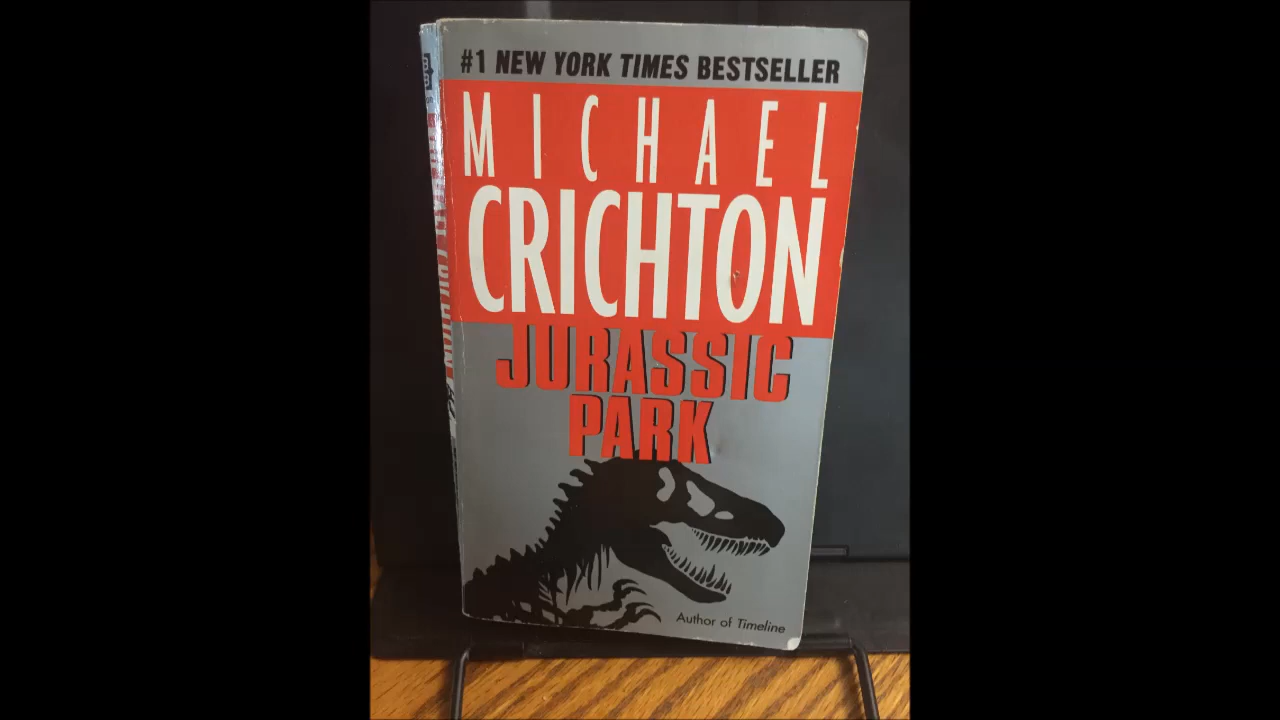 #1 NEW YORK TIMES BESTSELLER
MICHAEL
CRICHTON
JURASSIC
PARK
Author of Timeline